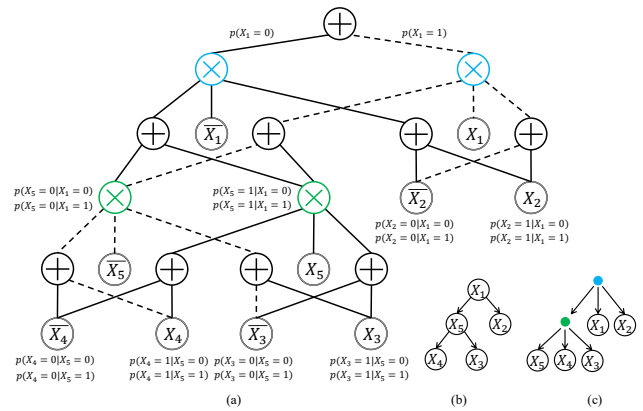 p(X₁ = 0) p(X₁ = 1)
+
× ×
+ X̅₁ + + X₁ +
p(X₅ = 0|X₁ = 0)
p(X₅ = 0|X₁ = 1)
×
p(X₅ = 1|X₁ = 0)
p(X₅ = 1|X₁ = 1)
×
X̅₂ X₂
p(X₂ = 0|X₁ = 0) p(X₂ = 1|X₁ = 0)
p(X₂ = 0|X₁ = 1) p(X₂ = 1|X₁ = 1)
+ X̅₅ + + X₅ +
X̅₄ X₄ X̅₃ X₃
p(X₄ = 0|X₅ = 0) p(X₄ = 1|X₅ = 0) p(X₃ = 0|X₅ = 0) p(X₃ = 1|X₅ = 0)
p(X₄ = 0|X₅ = 1) p(X₄ = 1|X₅ = 1) p(X₃ = 0|X₅ = 1) p(X₃ = 1|X₅ = 1)
(a)
X₁
X₅ X₂
X₄ X₃
(b)
X₁ X₂
X₅ X₄ X₃
(c)